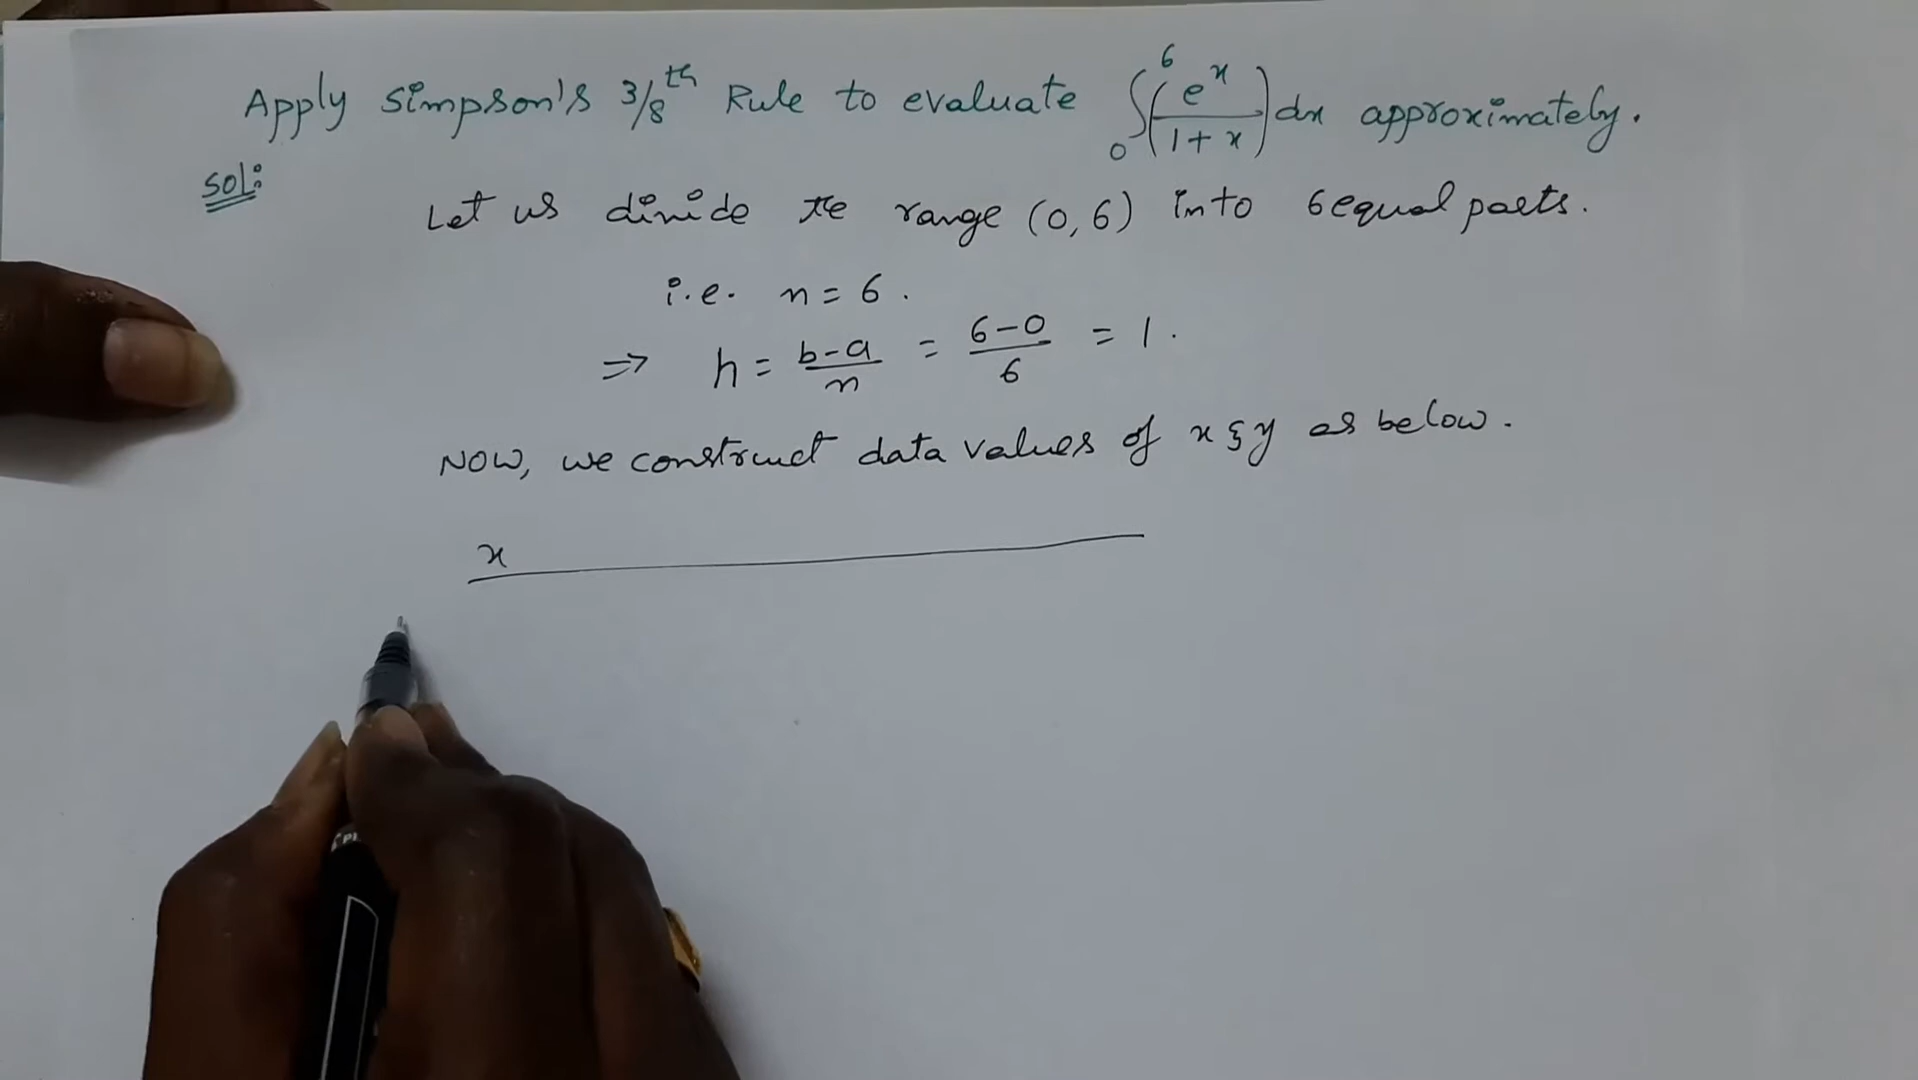 Apply Simpson's 3/8th Rule to evaluate ∫₀⁶ (e^x / 1+x) dx approximately.
Sol:
Let us divide the range (0, 6) into 6 equal parts.
i.e. n = 6.
⇒ h = b-a / n = 6-0 / 6 = 1.
NOW, we construct data values of x & y as below.
x